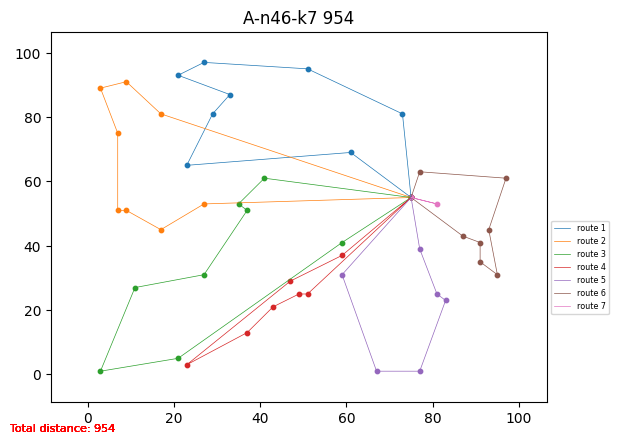 A-n46-k7 954
100
80
60
40
20
0
0 20 40 60 80 100
route 1
route 2
route 3
route 4
route 5
route 6
route 7
Total distance: 954